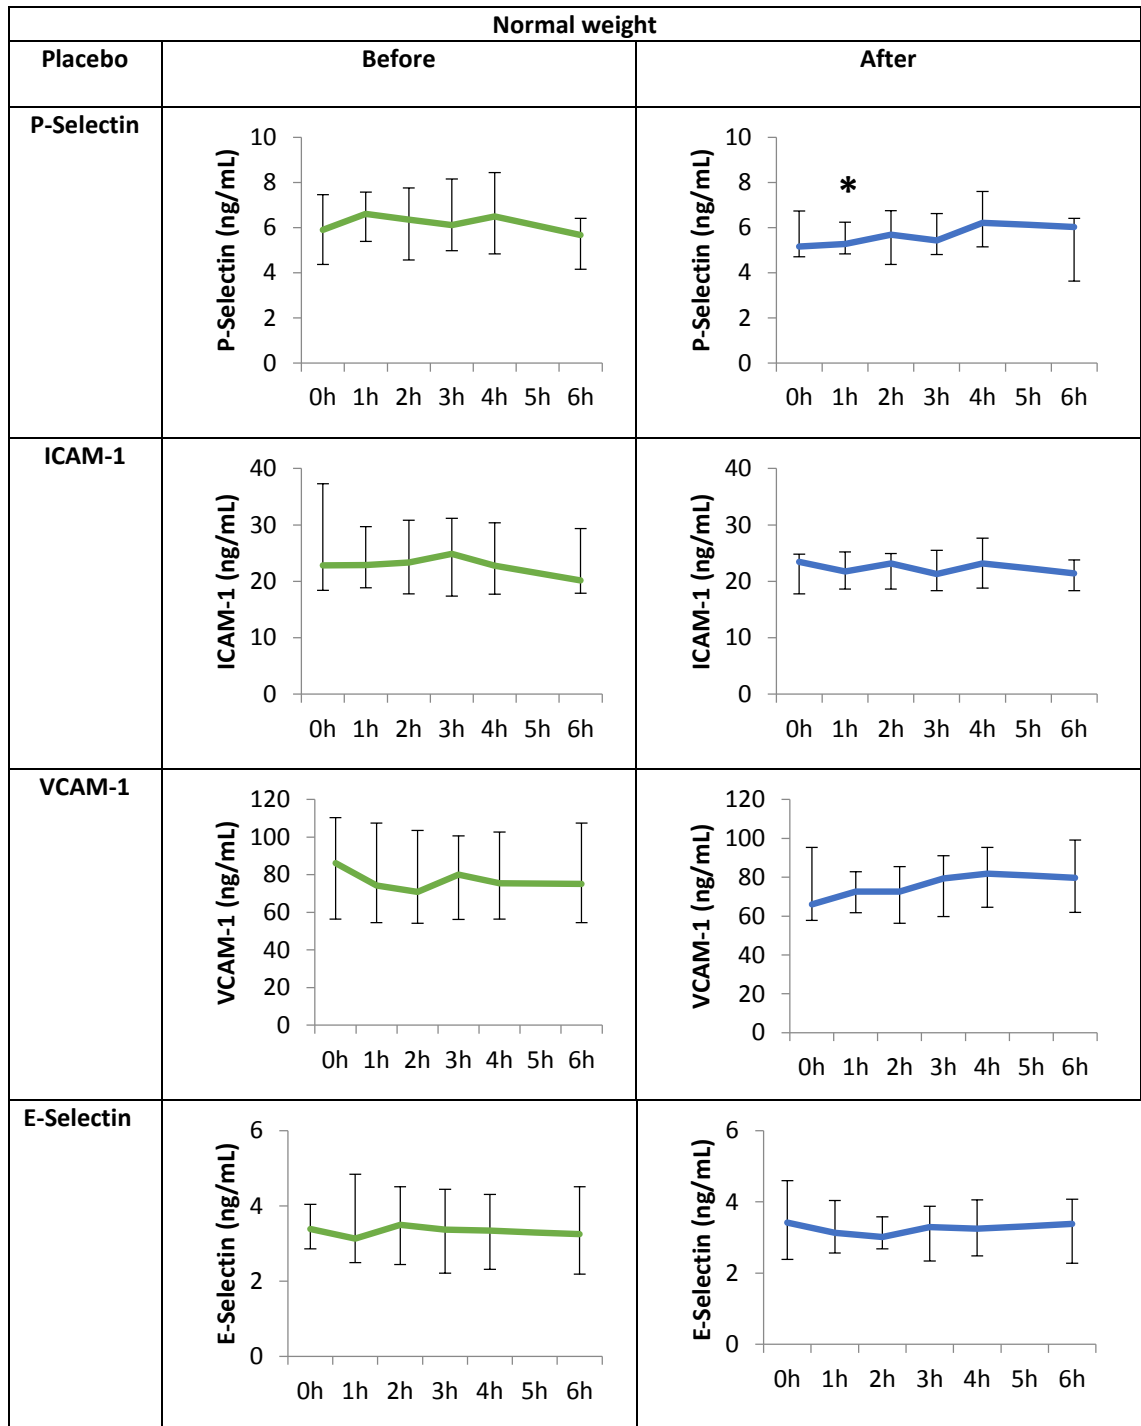 Normal weight
Placebo Before After
P-Selectin
P-Selectin (ng/mL)
10
8
6
4
2
0
0h 1h 2h 3h 4h 5h 6h
P-Selectin (ng/mL)
10
8
6
4
2
0
*
0h 1h 2h 3h 4h 5h 6h
ICAM-1
ICAM-1 (ng/mL)
40
30
20
10
0
0h 1h 2h 3h 4h 5h 6h
ICAM-1 (ng/mL)
40
30
20
10
0
0h 1h 2h 3h 4h 5h 6h
VCAM-1
VCAM-1 (ng/mL)
120
100
80
60
40
20
0
0h 1h 2h 3h 4h 5h 6h
VCAM-1 (ng/mL)
120
100
80
60
40
20
0
0h 1h 2h 3h 4h 5h 6h
E-Selectin
E-Selectin (ng/mL)
6
4
2
0
0h 1h 2h 3h 4h 5h 6h
E-Selectin (ng/mL)
6
4
2
0
0h 1h 2h 3h 4h 5h 6h